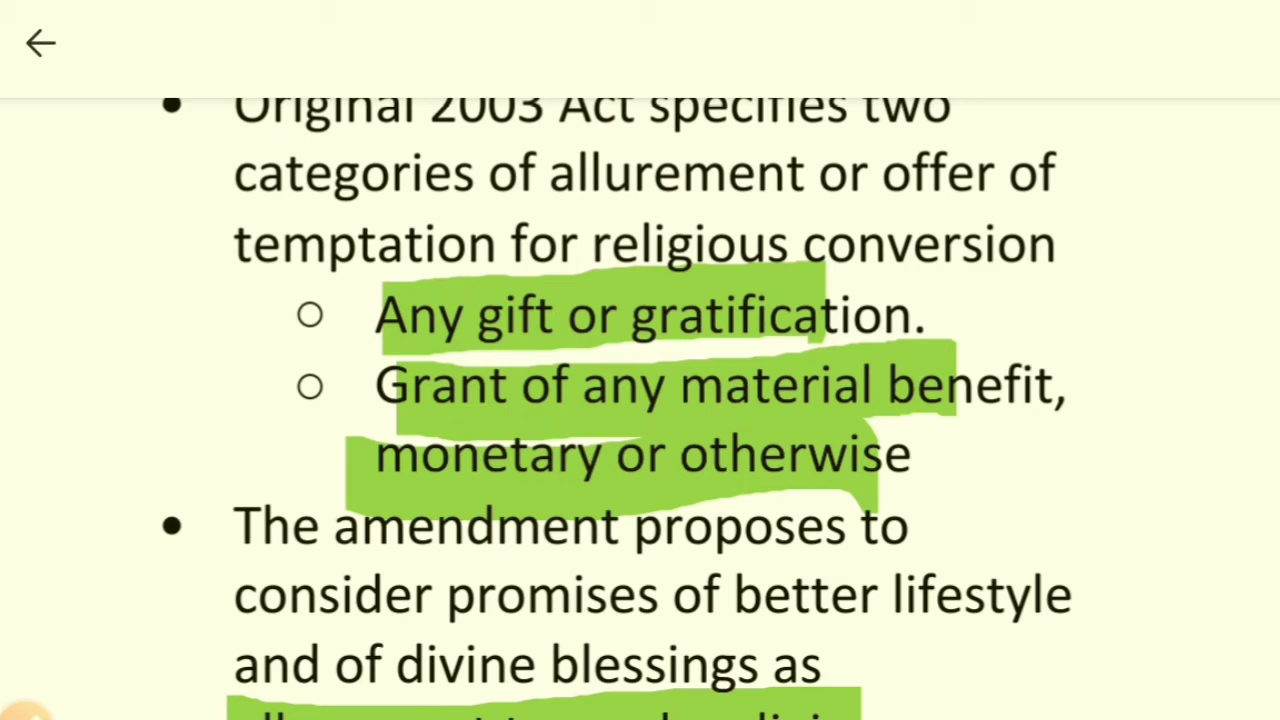 • Original 2003 Act specifies two
categories of allurement or offer of
temptation for religious conversion
○ Any gift or gratification.
○ Grant of any material benefit,
monetary or otherwise
• The amendment proposes to
consider promises of better lifestyle
and of divine blessings as